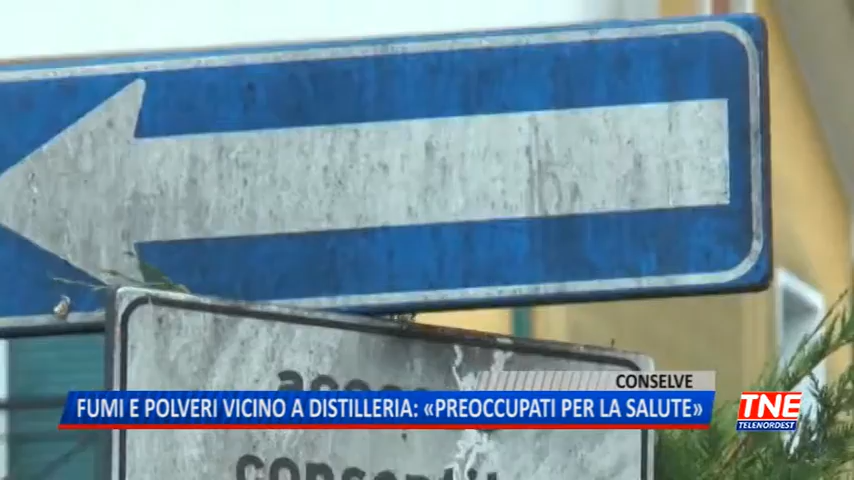 CONSELVE
FUMI E POLVERI VICINO A DISTILLERIA: «PREOCCUPATI PER LA SALUTE»
TNE
TELENORDEST